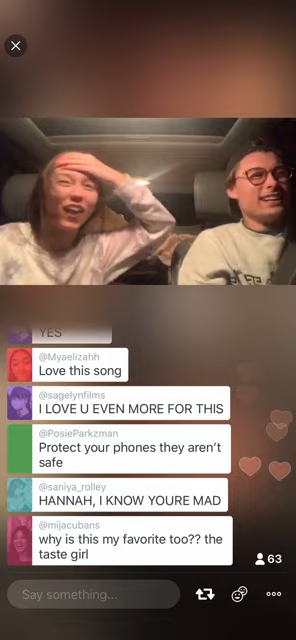 YES
@Myaelizahh
Love this song
@sagelynfilms
I LOVE U EVEN MORE FOR THIS
@PosieParkzman
Protect your phones they aren't
safe
@saniya_rolley
HANNAH, I KNOW YOURE MAD
@mijacubans
why is this my favorite too?? the
taste girl
63
Say something...